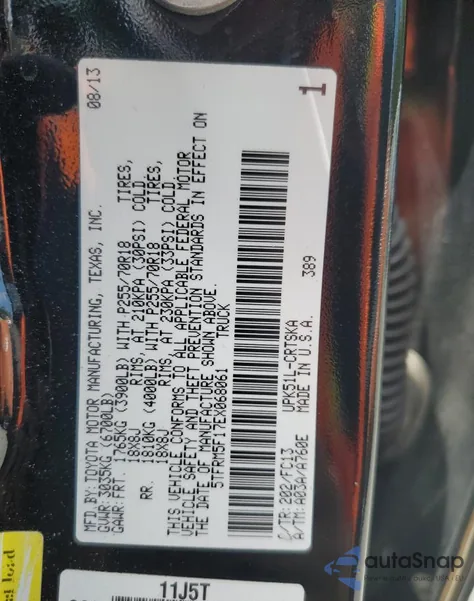 MFD.BY:TOYOTA MOTOR MANUFACTURING, TEXAS, INC. 08/13
GVWR:3035KG (6700LB)
GAWR:FRT. 1765KG (3900LB) WITH P255/70R18 TIRES,
18X8J RIMS, AT 210KPA (30PSI) COLD
RR. 1810KG (4000LB) WITH P255/70R18 TIRES,
18X8J RIMS, AT 230KPA (33PSI) COLD
THIS VEHICLE CONFORMS TO ALL APPLICABLE FEDERAL MOTOR
VEHICLE SAFETY AND THEFT PREVENTION STANDARDS IN EFFECT ON
THE DATE OF MANUFACTURE SHOWN ABOVE.
5TFRM5F17EX068061 TRUCK
C/TR:202/FC13 UPK51L-CRTSKA 389
A/TM:A03A/A760E MADE IN U.S.A.
1
11J5T
load
autoSnap